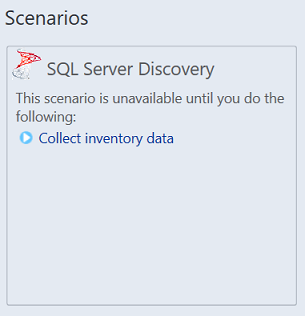 Scenarios
SQL Server Discovery
This scenario is unavailable until you do the
following:
Collect inventory data